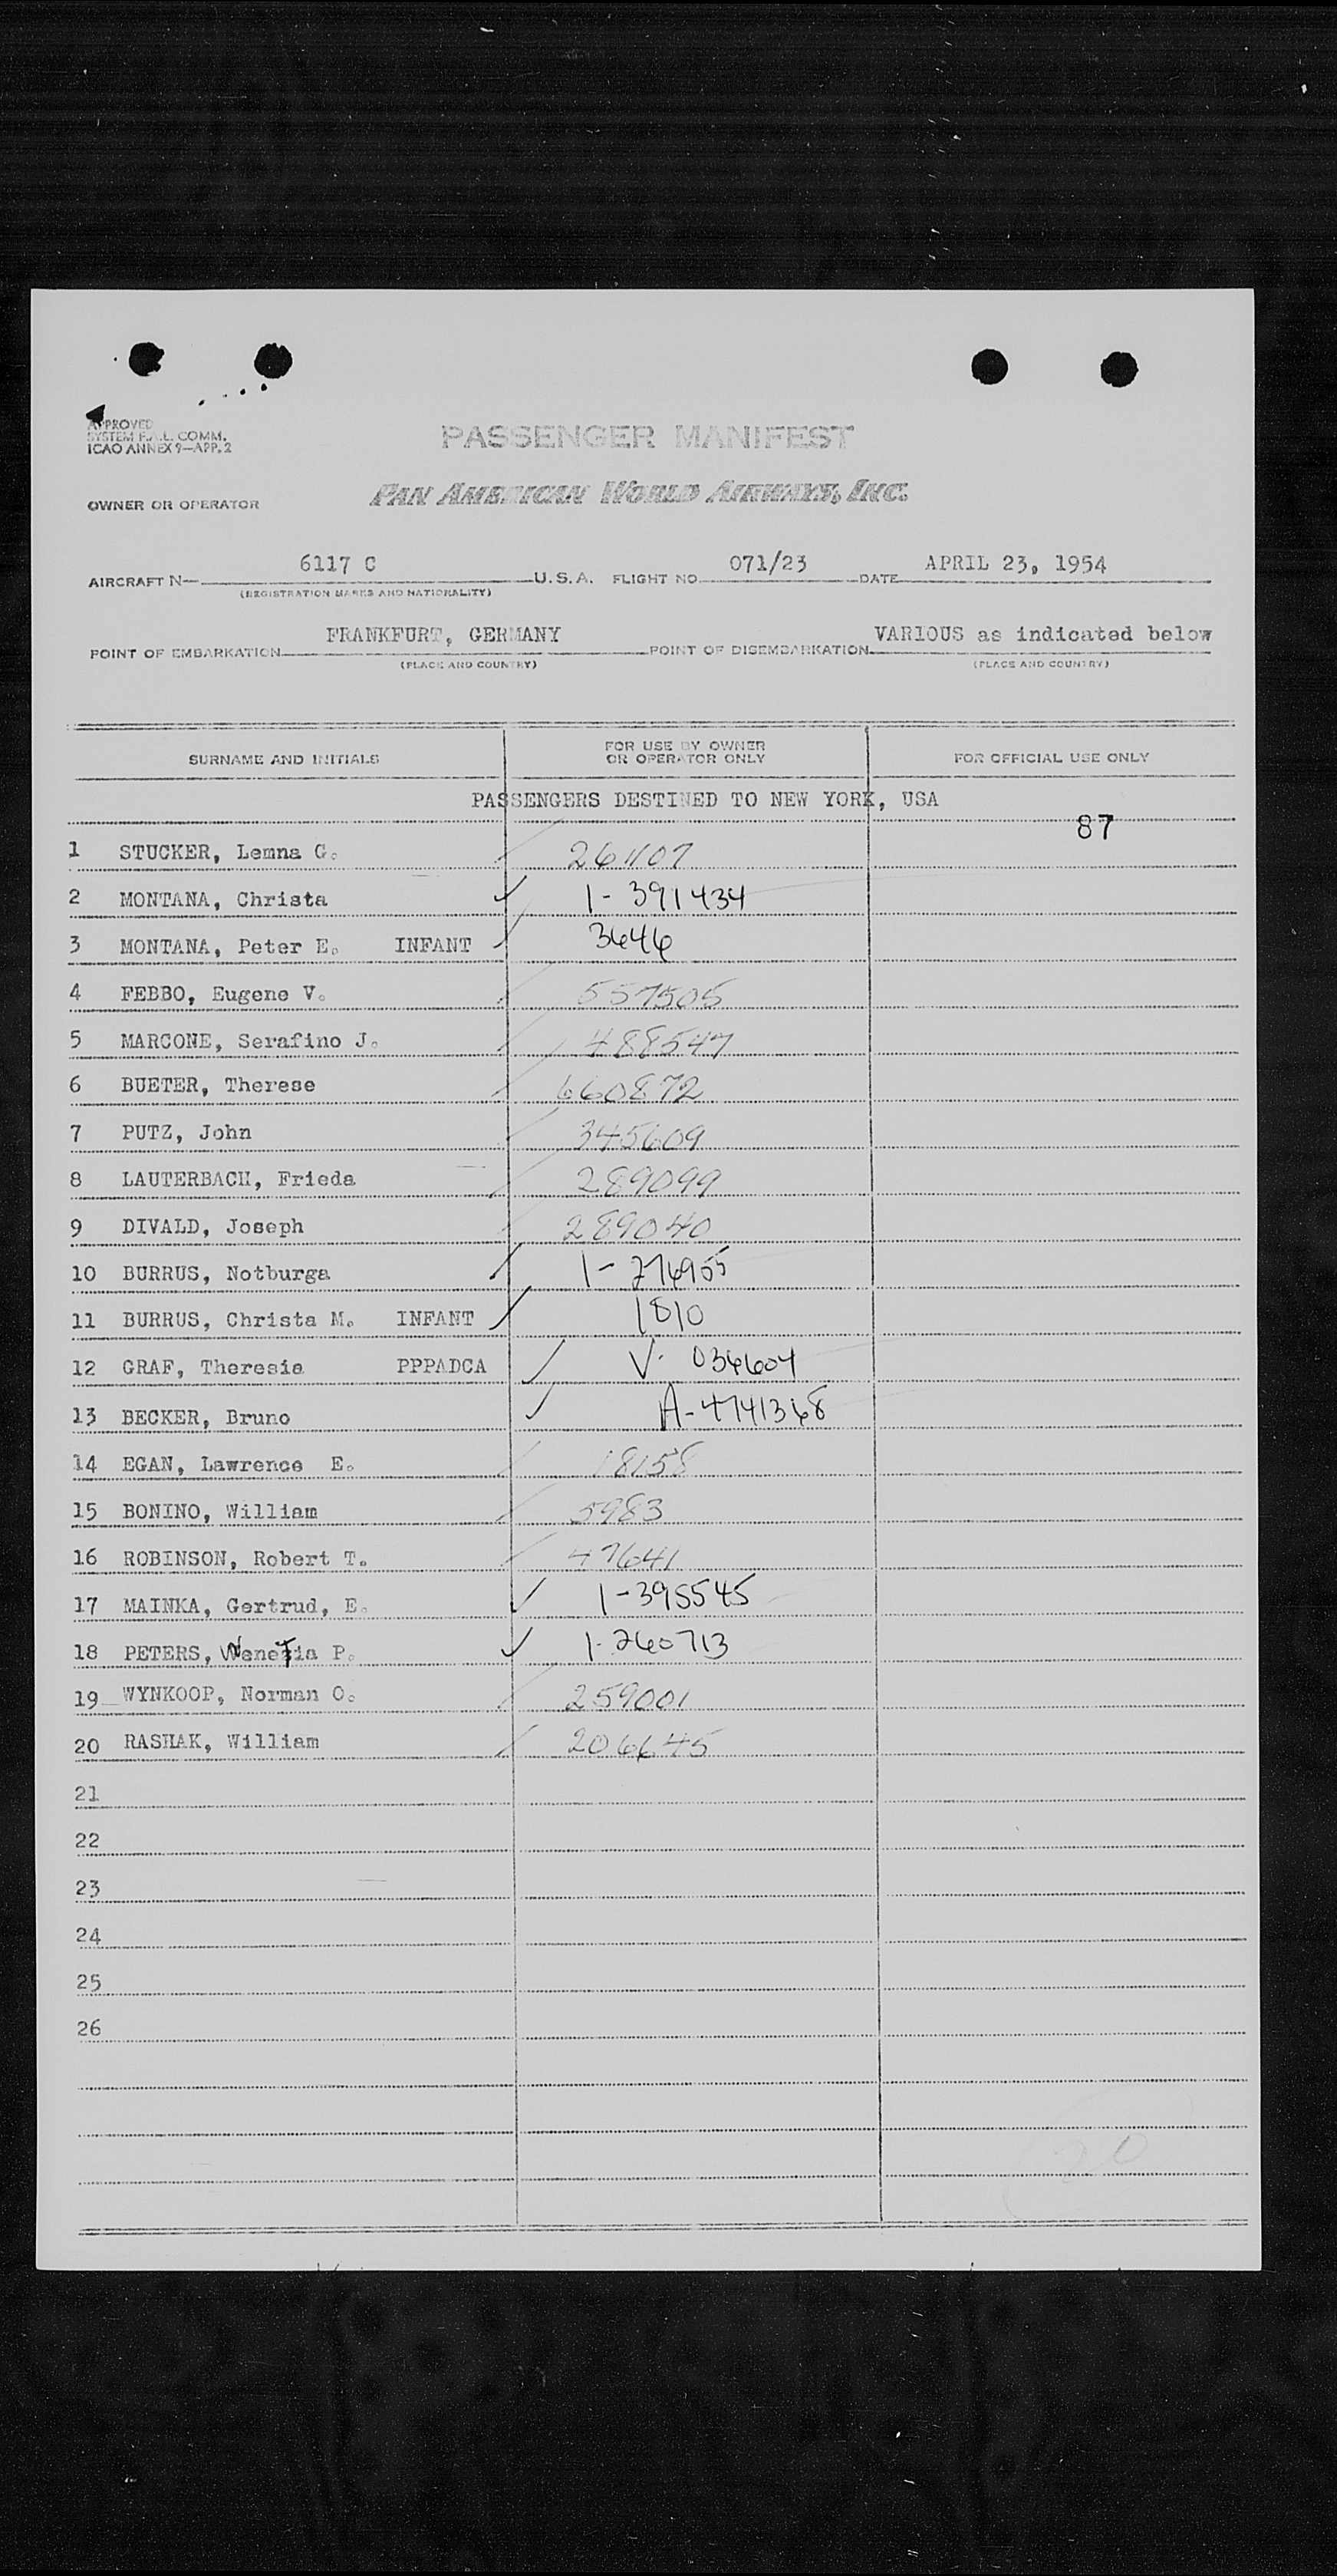 APPROVED
SYSTEM F.A.L. COMM.
ICAO ANNEX 9—APP. 2
PASSENGER MANIFEST
OWNER OR OPERATOR PAN AMERICAN WORLD AIRWAYS, INC.
AIRCRAFT N— 6117 C U.S.A. FLIGHT NO. 071/23 DATE APRIL 23, 1954
(REGISTRATION MARKS AND NATIONALITY)
POINT OF EMBARKATION FRANKFURT, GERMANY POINT OF DISEMBARKATION VARIOUS as indicated below
(PLACE AND COUNTRY) (PLACE AND COUNTRY)
SURNAME AND INITIALS FOR USE BY OWNER OR OPERATOR ONLY FOR OFFICIAL USE ONLY
PASSENGERS DESTINED TO NEW YORK, USA
87
1 STUCKER, Lemna G. 261107
2 MONTANA, Christa ✓ 1- 391434
3 MONTANA, Peter E. INFANT ✓ 3646
4 FEBBO, Eugene V. 557505
5 MARCONE, Serafino J. 488547
6 BUETER, Therese 660872
7 PUTZ, John 345609
8 LAUTERBACH, Frieda 289099
9 DIVALD, Joseph 289040
10 BURRUS, Notburga ✓ 1-
11 BURRUS, Christa M. INFANT ✓ 1810
12 GRAF, Theresia PPPADCA ✓ V- 034604
13 BECKER, Bruno ✓ A-4741368
14 EGAN, Lawrence E. 18158
15 BONINO, William 5983
16 ROBINSON, Robert T. 47641
17 MAINKA, Gertrud, E. ✓ 1-395545
18 PETERS, P. ✓ 1-260713
19 WYNKOOP, Norman O. 259001
20 RASHAK, William 206645
21
22
23
24
25
26
20